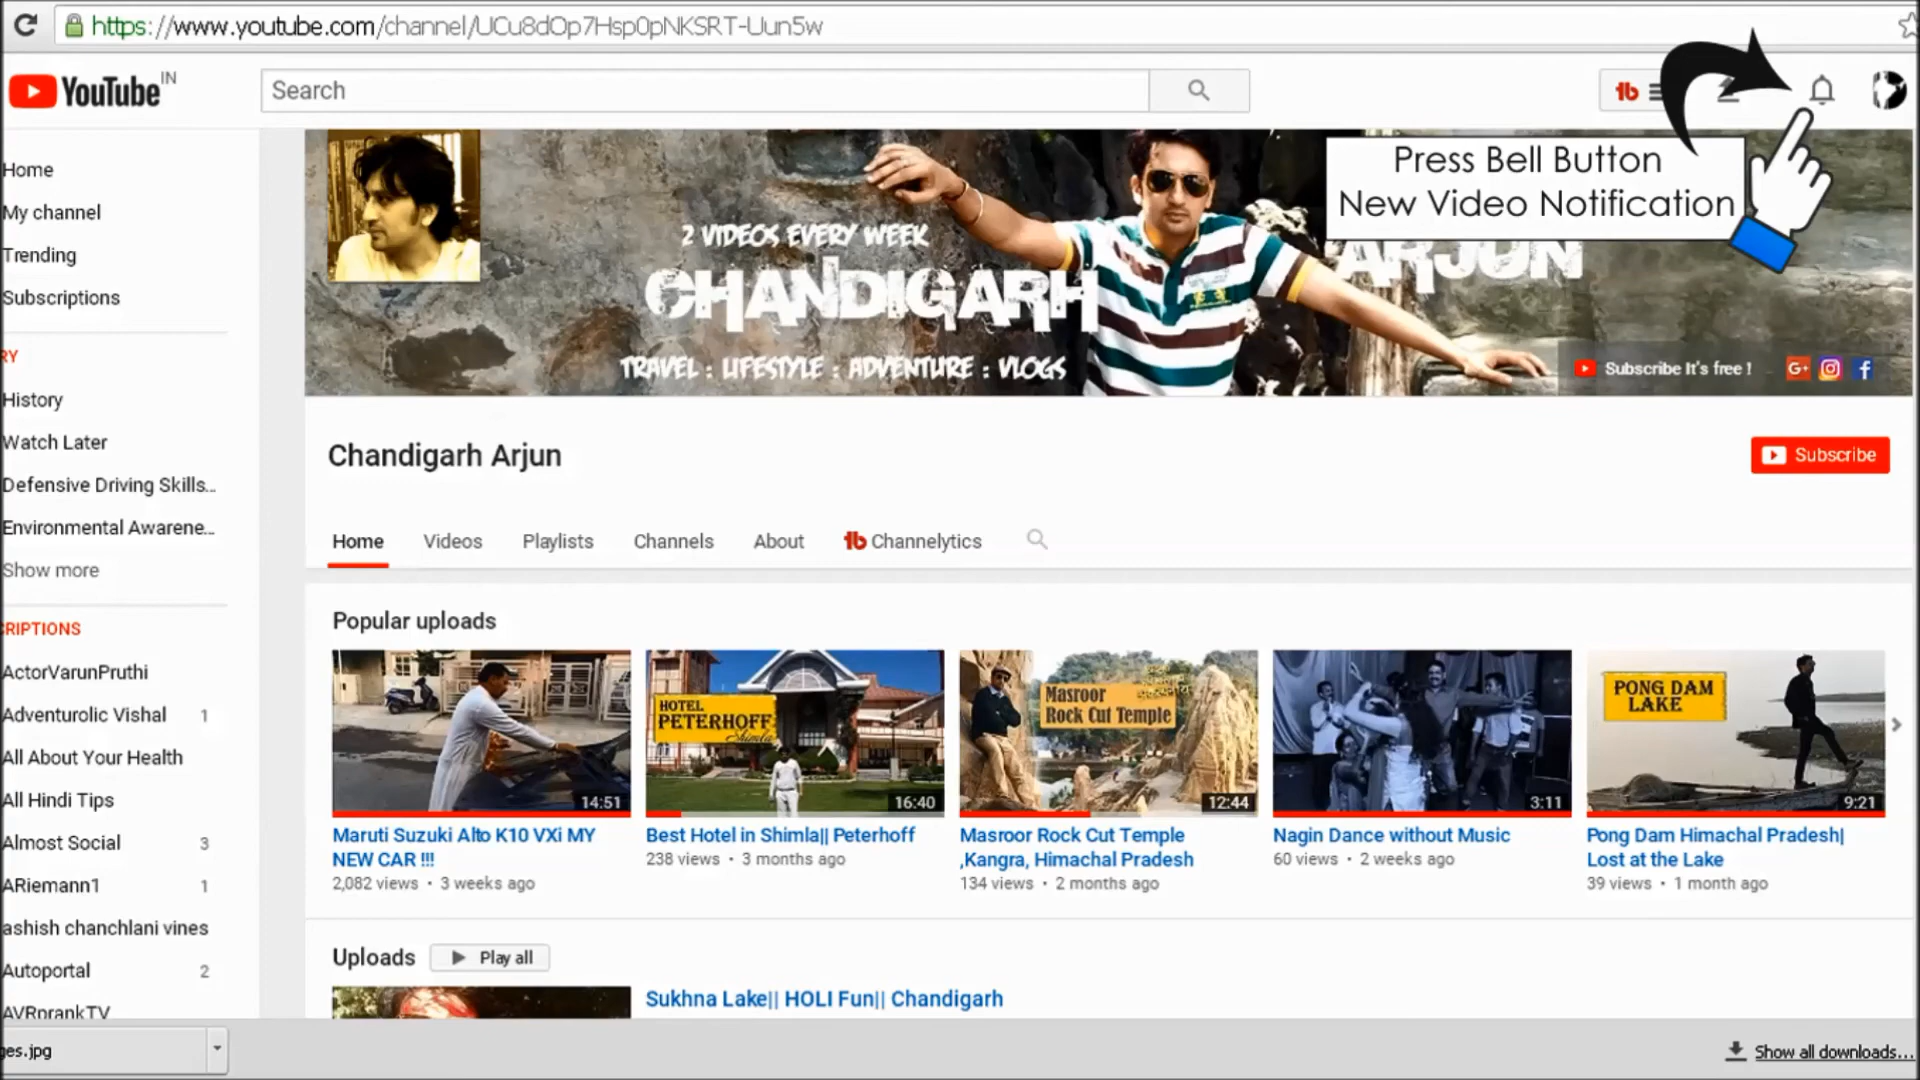 https://www.youtube.com/channel/UCu8dOp7Hsp0pNKSRT-Uun5w
YouTube IN
Search
Press Bell Button
New Video Notification
Home
My channel
Trending
Subscriptions
2 VIDEOS EVERY WEEK
CHANDIGARH
ARJUN
TRAVEL : LIFESTYLE : ADVENTURE : VLOGS
Subscribe It's free !
RY
History
Watch Later
Defensive Driving Skills...
Environmental Awarene...
Show more
Chandigarh Arjun
Subscribe
Home Videos Playlists Channels About Channelytics
RIPTIONS
ActorVarunPruthi
Adventurolic Vishal 1
All About Your Health
All Hindi Tips
Almost Social 3
ARiemann1 1
ashish chanchlani vines
Autoportal 2
AVRprankTV
Popular uploads
14:51
Maruti Suzuki Alto K10 VXi MY
NEW CAR !!!
2,082 views • 3 weeks ago
HOTEL
PETERHOFF
Shimla
16:40
Best Hotel in Shimla|| Peterhoff
238 views • 3 months ago
Masroor
Rock Cut Temple
12:44
Masroor Rock Cut Temple
,Kangra, Himachal Pradesh
134 views • 2 months ago
3:11
Nagin Dance without Music
60 views • 2 weeks ago
PONG DAM
LAKE
9:21
Pong Dam Himachal Pradesh|
Lost at the Lake
39 views • 1 month ago
Uploads Play all
Sukhna Lake|| HOLI Fun|| Chandigarh
ges.jpg
Show all downloads...